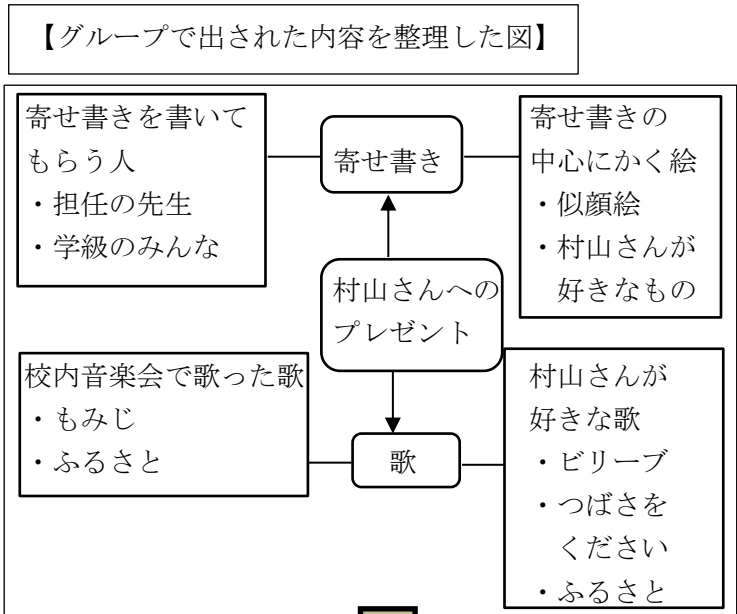 【グループで出された内容を整理した図】
寄せ書きを書いて
もらう人
・担任の先生
・学級のみんな
寄せ書き
寄せ書きの
中心にかく絵
・似顔絵
・村山さんが
好きなもの
村山さんへの
プレゼント
校内音楽会で歌った歌
・もみじ
・ふるさと
歌
村山さんが
好きな歌
・ビリーブ
・つばさを
ください
・ふるさと